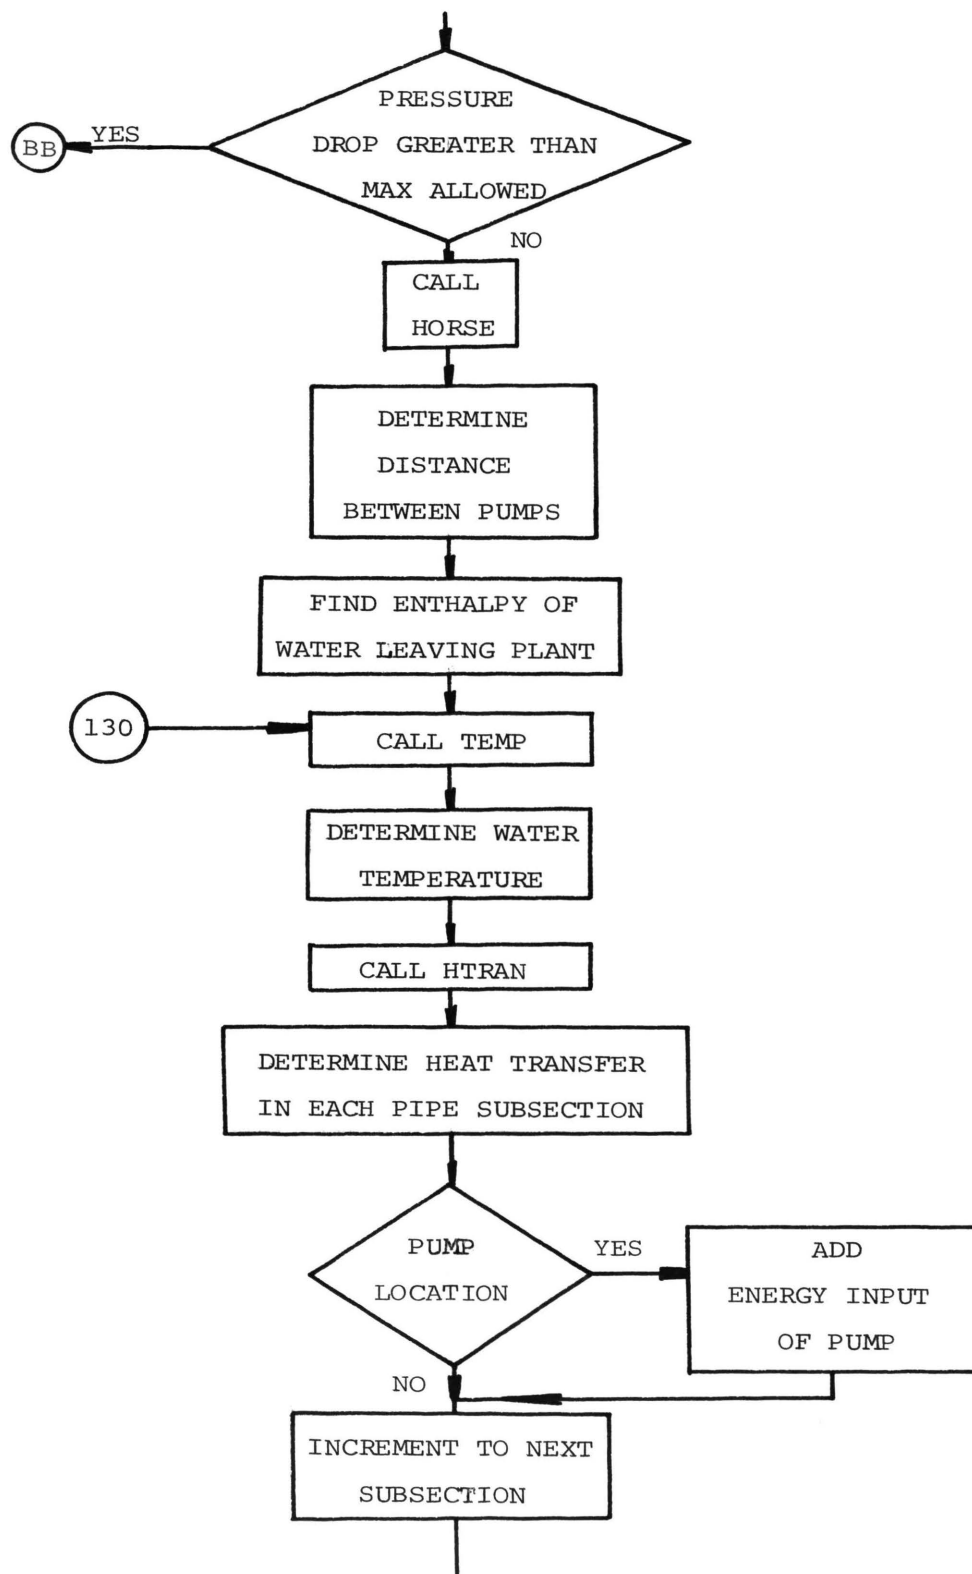 PRESSURE
DROP GREATER THAN
MAX ALLOWED
YES
BB
NO
CALL
HORSE
DETERMINE
DISTANCE
BETWEEN PUMPS
FIND ENTHALPY OF
WATER LEAVING PLANT
130
CALL TEMP
DETERMINE WATER
TEMPERATURE
CALL HTRAN
DETERMINE HEAT TRANSFER
IN EACH PIPE SUBSECTION
PUMP
LOCATION
YES
ADD
ENERGY INPUT
OF PUMP
NO
INCREMENT TO NEXT
SUBSECTION